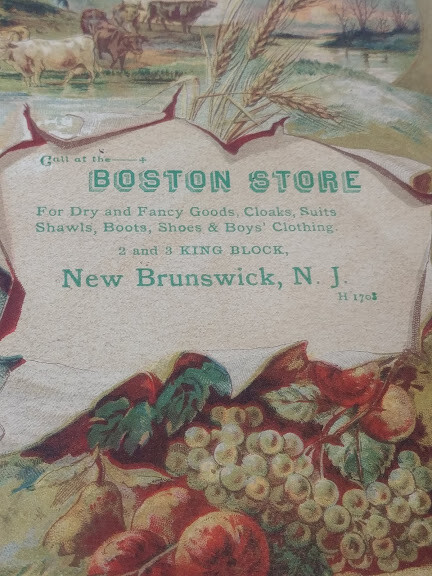 Call at the
BOSTON STORE
For Dry and Fancy Goods, Cloaks, Suits
Shawls, Boots, Shoes & Boys' Clothing.
2 and 3 KING BLOCK,
New Brunswick, N. J.
H 1708